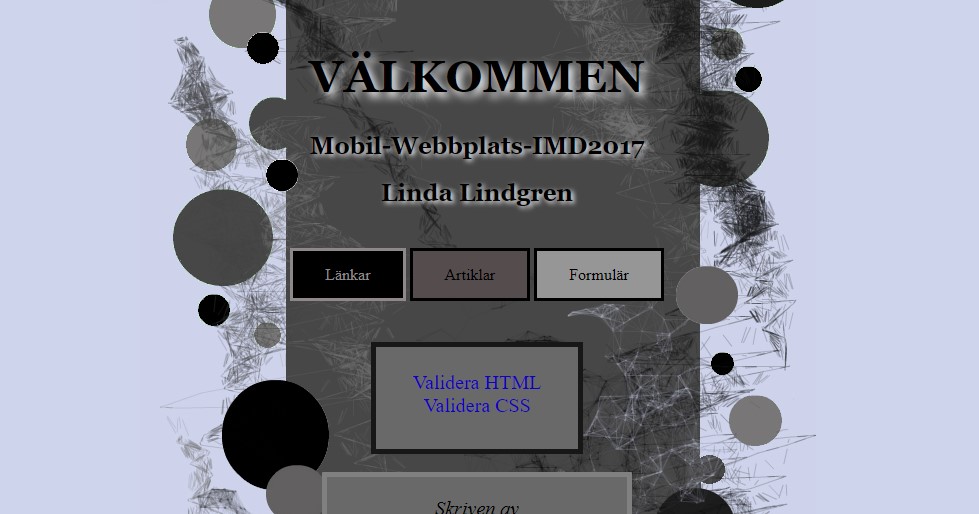 VÄLKOMMEN
Mobil-Webbplats-IMD2017
Linda Lindgren
Länkar
Artiklar
Formulär
Validera HTML
Validera CSS
Skriven av